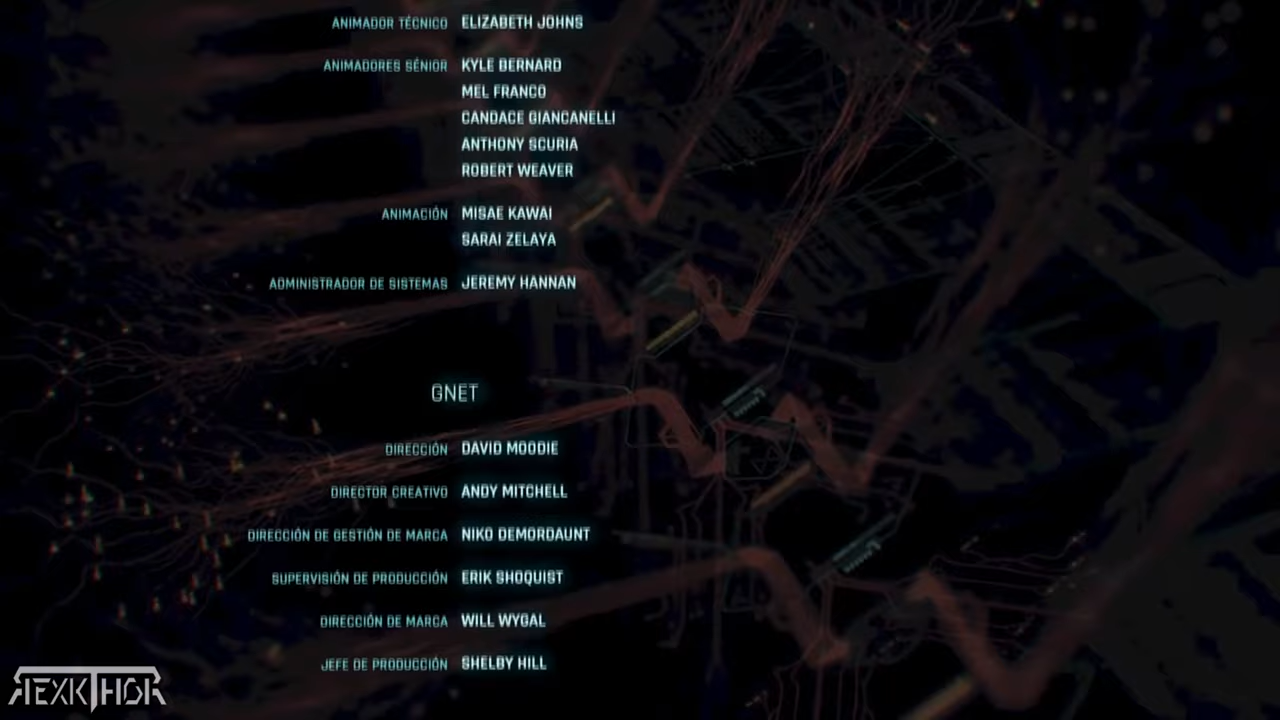 ANIMADOR TÉCNICO ELIZABETH JOHNS
ANIMADORES SÉNIOR KYLE BERNARD
MEL FRANCO
CANDACE GIANCANELLI
ANTHONY SCURIA
ROBERT WEAVER
ANIMACIÓN MISAE KAWAI
SARAI ZELAYA
ADMINISTRADOR DE SISTEMAS JEREMY HANNAN
GNET
DIRECCIÓN DAVID MOODIE
DIRECTOR CREATIVO ANDY MITCHELL
DIRECCIÓN DE GESTIÓN DE MARCA NIKO DEMORDAUNT
SUPERVISIÓN DE PRODUCCIÓN ERIK SHOQUIST
DIRECCIÓN DE MARCA WILL WYGAL
JEFE DE PRODUCCIÓN SHELBY HILL